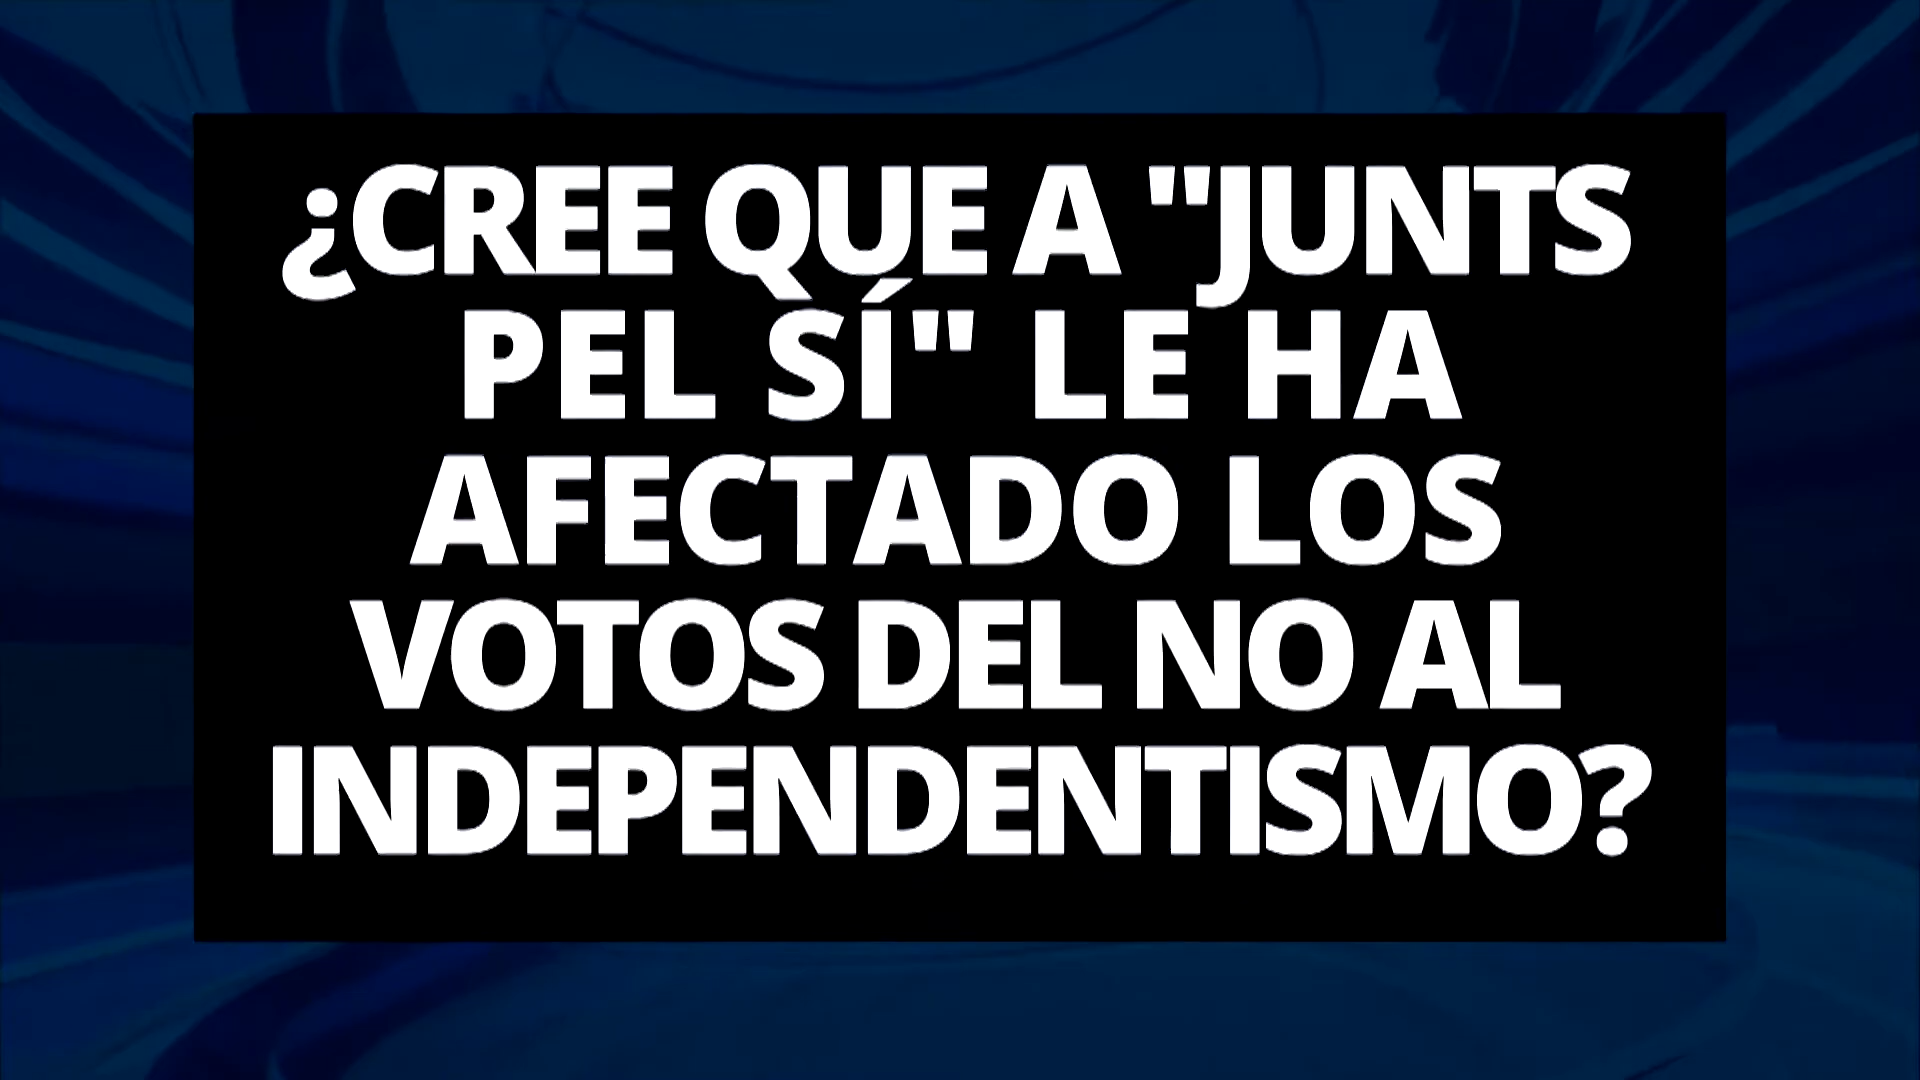 ¿CREE QUE A "JUNTS
PEL SÍ" LE HA
AFECTADO LOS
VOTOS DEL NO AL
INDEPENDENTISMO?